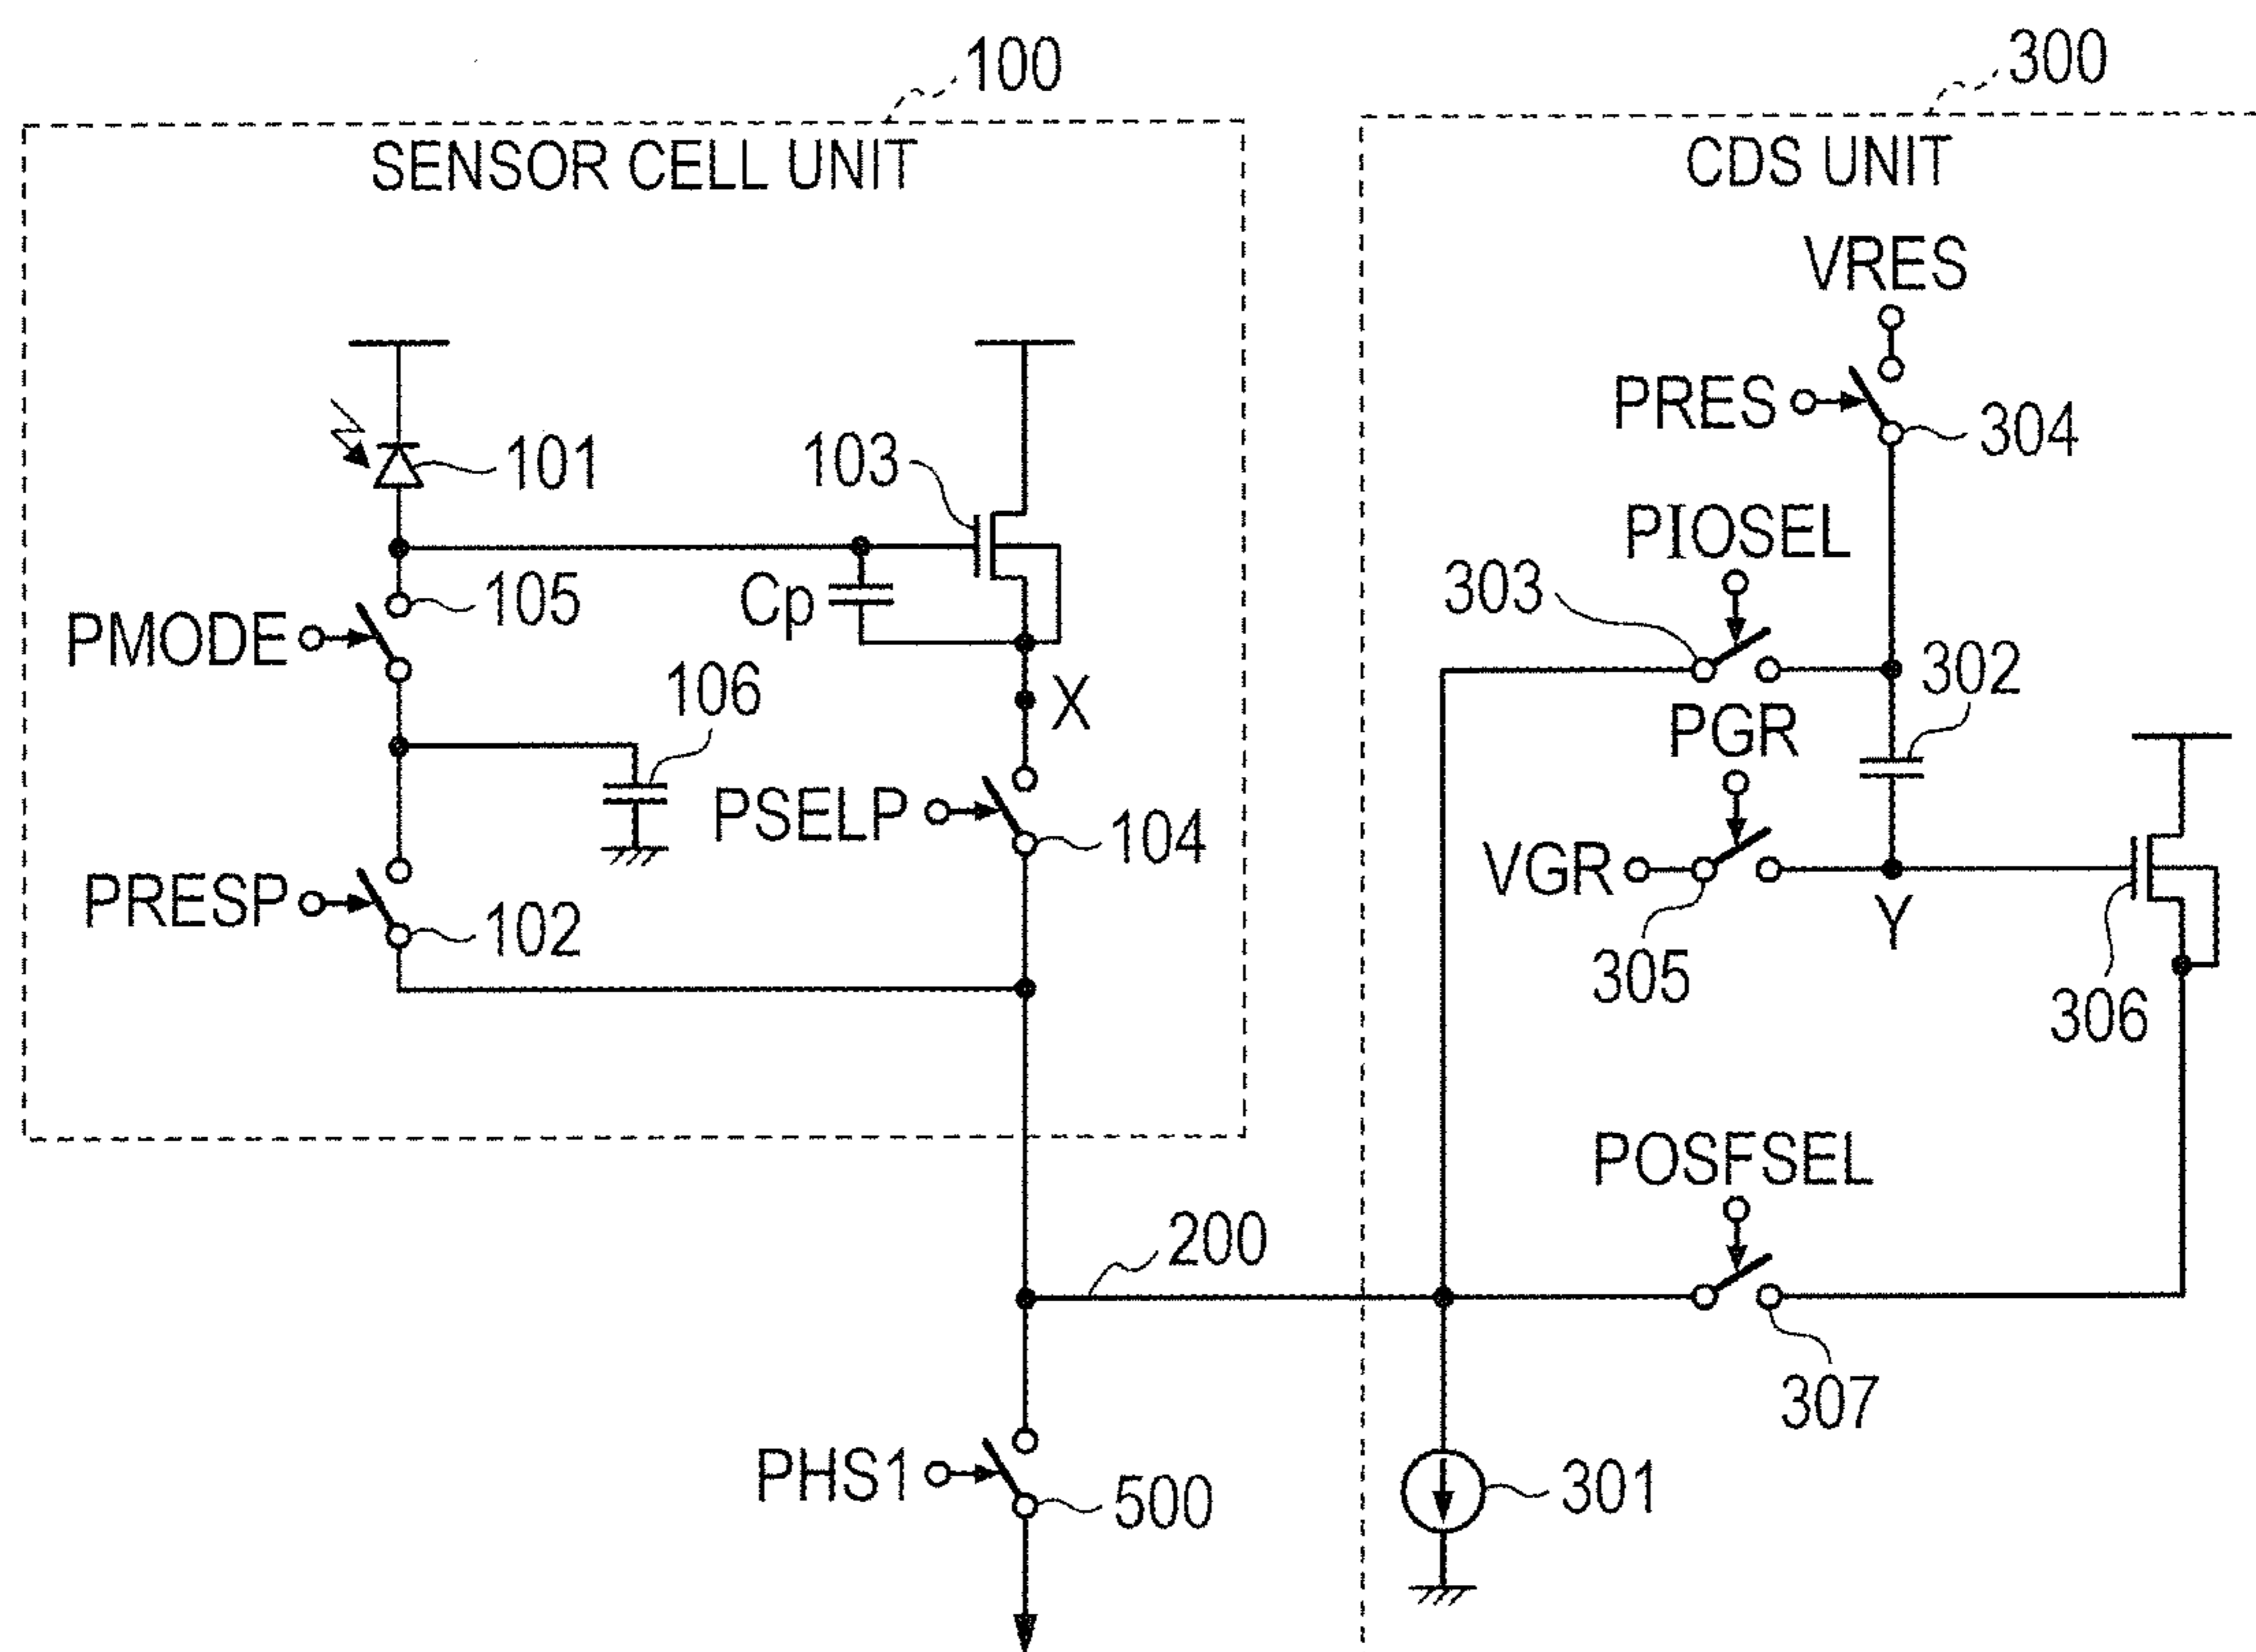 100
300
SENSOR CELL UNIT
CDS UNIT
VRES
PRES
304
101
103
PIOSEL
303
105
Cp
PMODE
106
X
302
PGR
PSELP
104
VGR
Y
PRESP
102
305
306
POSFSEL
200
307
PHS1
500
301